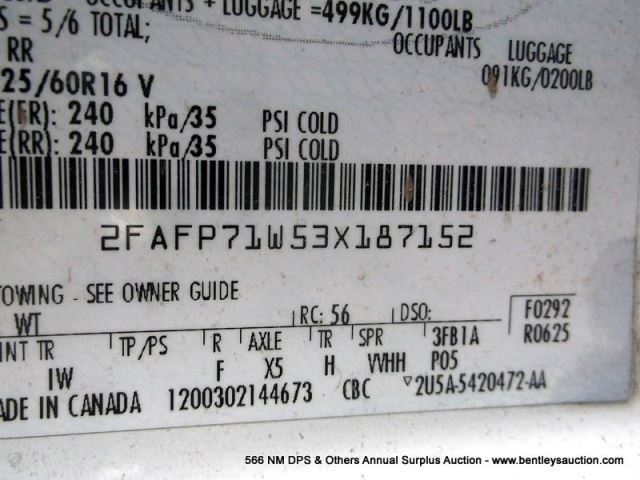 OCCUPANTS + LUGGAGE =499KG/1100LB
S = 5/6 TOTAL;
OCCUPANTS LUGGAGE
RR 091KG/0200LB
25/60R16 V
E(FR): 240 kPa/35 PSI COLD
E(RR): 240 kPa/35 PSI COLD
2FAFP71W53X187152
TOWING - SEE OWNER GUIDE
WT RC: 56 DSO: F0292
INT TR TP/PS R AXLE TR SPR 3FB1A R0625
IW F X5 H VVHH P05
ADE IN CANADA 1200302144673 CBC 2U5A-5420472-AA
566 NM DPS & Others Annual Surplus Auction - www.bentleysauction.com